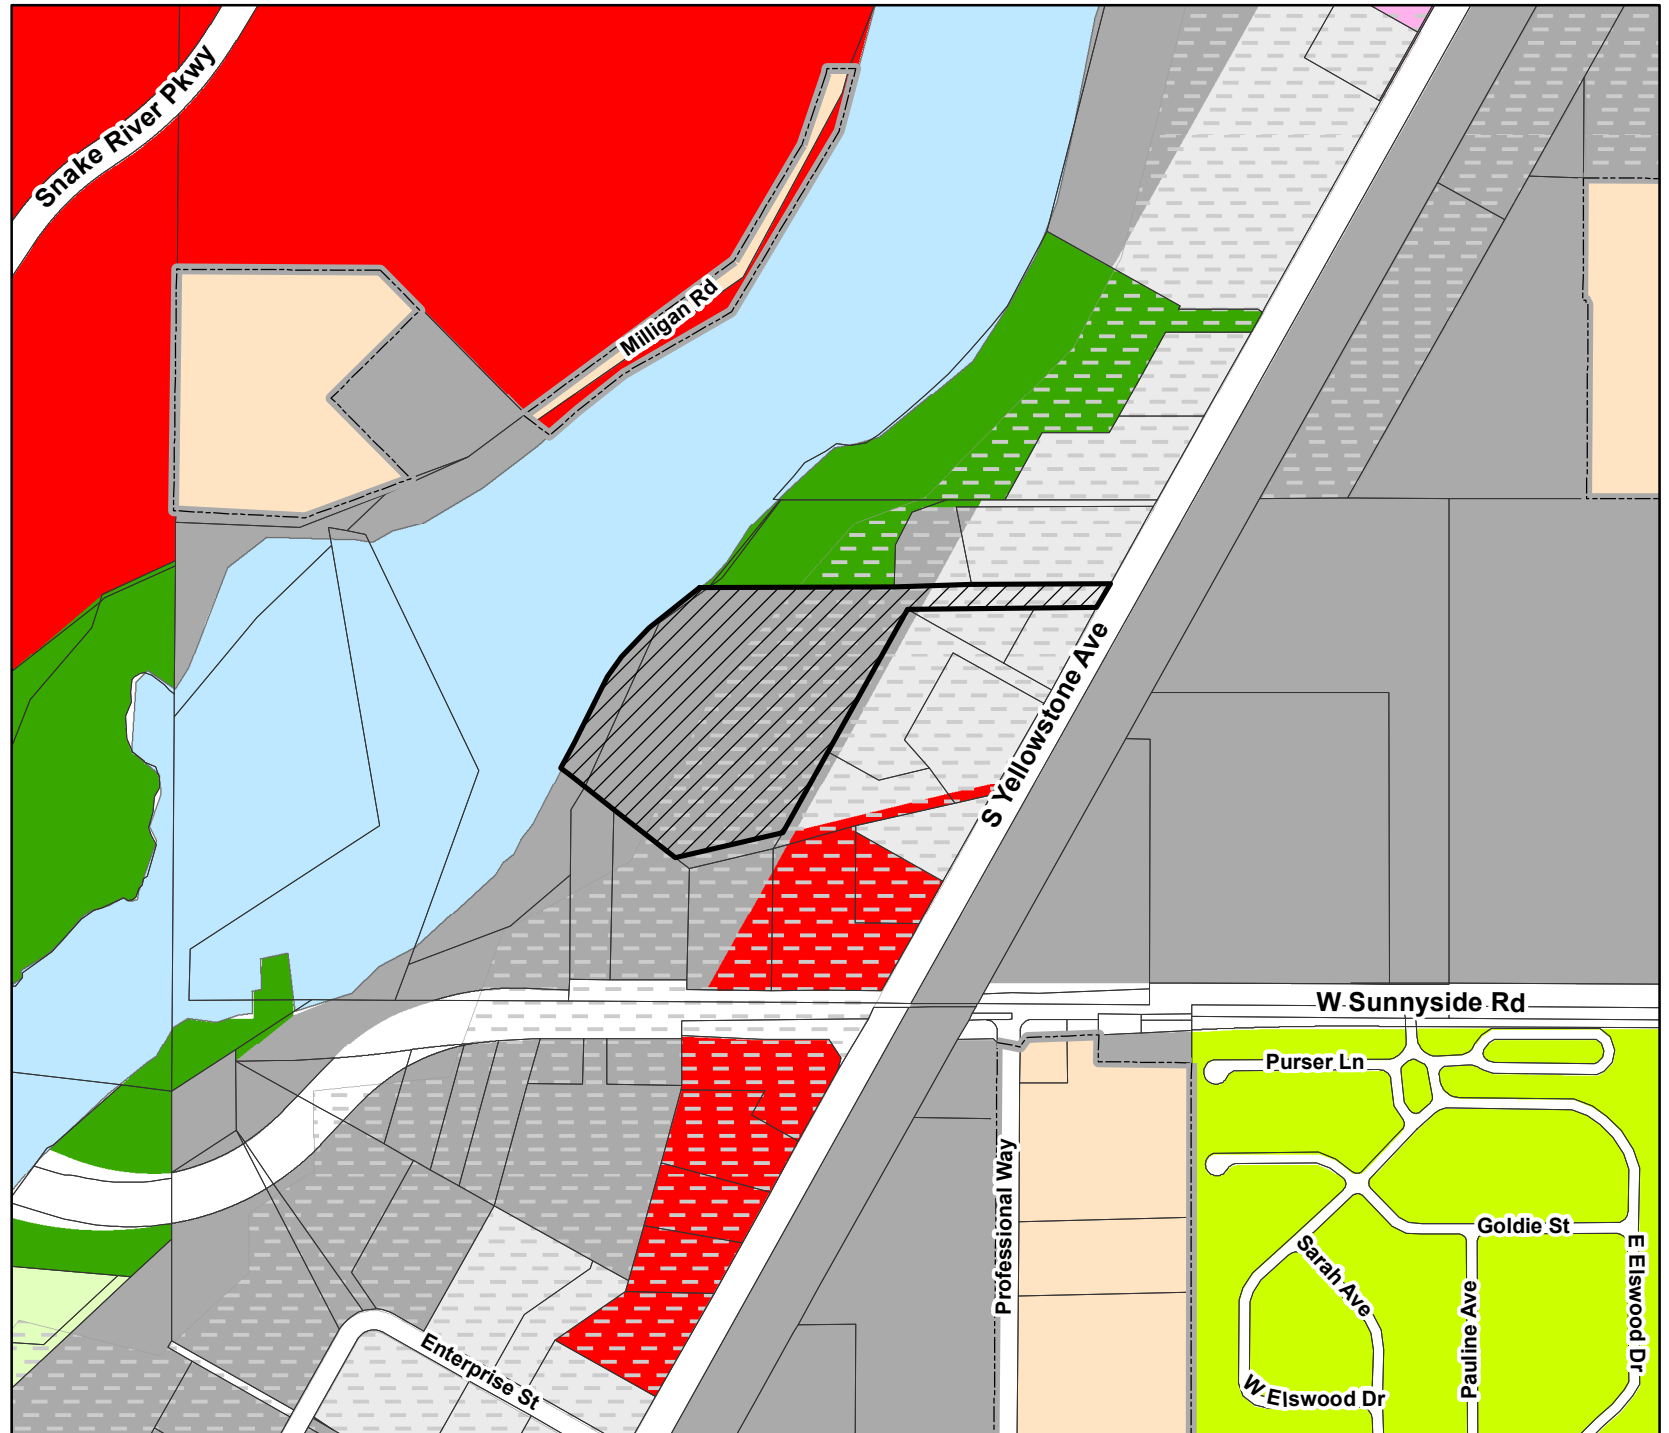 Snake River Pkwy
Milligan Rd
S Yellowstone Ave
W Sunnyside Rd
Purser Ln
Professional Way
Goldie St
Sarah Ave
E Elswood Dr
Pauline Ave
Enterprise St
W Elswood Dr